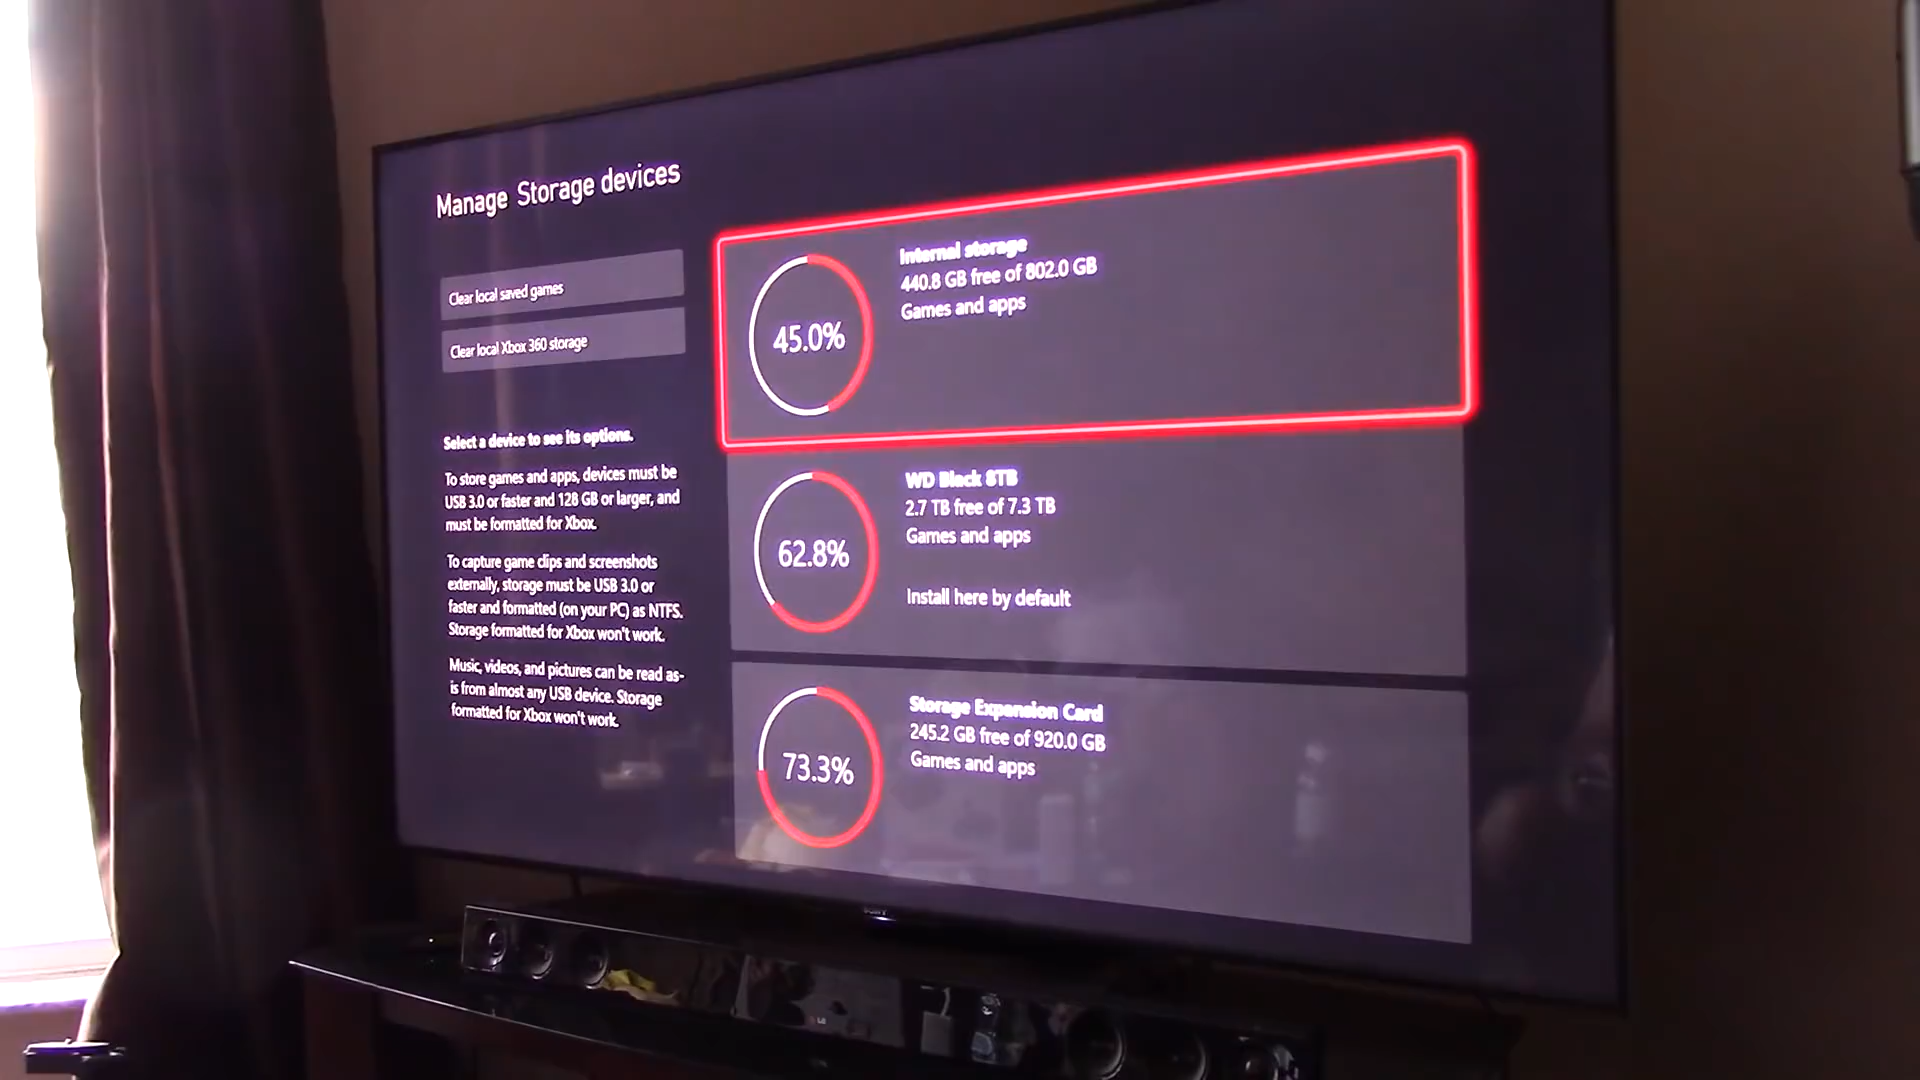 Manage Storage devices
Clear local saved games
Clear local Xbox 360 storage
Select a device to see its options.
To store games and apps, devices must be
USB 3.0 or faster and 128 GB or larger, and
must be formatted for Xbox.
To capture game clips and screenshots
externally, storage must be USB 3.0 or
faster and formatted (on your PC) as NTFS.
Storage formatted for Xbox won't work.
Music, videos, and pictures can be read as-
is from almost any USB device. Storage
formatted for Xbox won't work.
45.0%
Internal storage
440.8 GB free of 802.0 GB
Games and apps
62.8%
WD Black 8TB
2.7 TB free of 7.3 TB
Games and apps
Install here by default
73.3%
Storage Expansion Card
245.2 GB free of 920.0 GB
Games and apps
SONY
LG